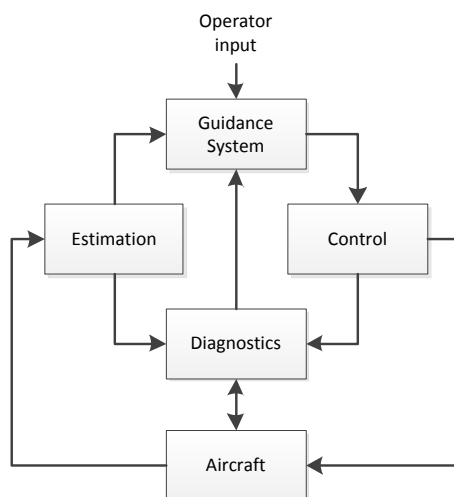 Operator
input
Guidance
System
Estimation
Control
Diagnostics
Aircraft